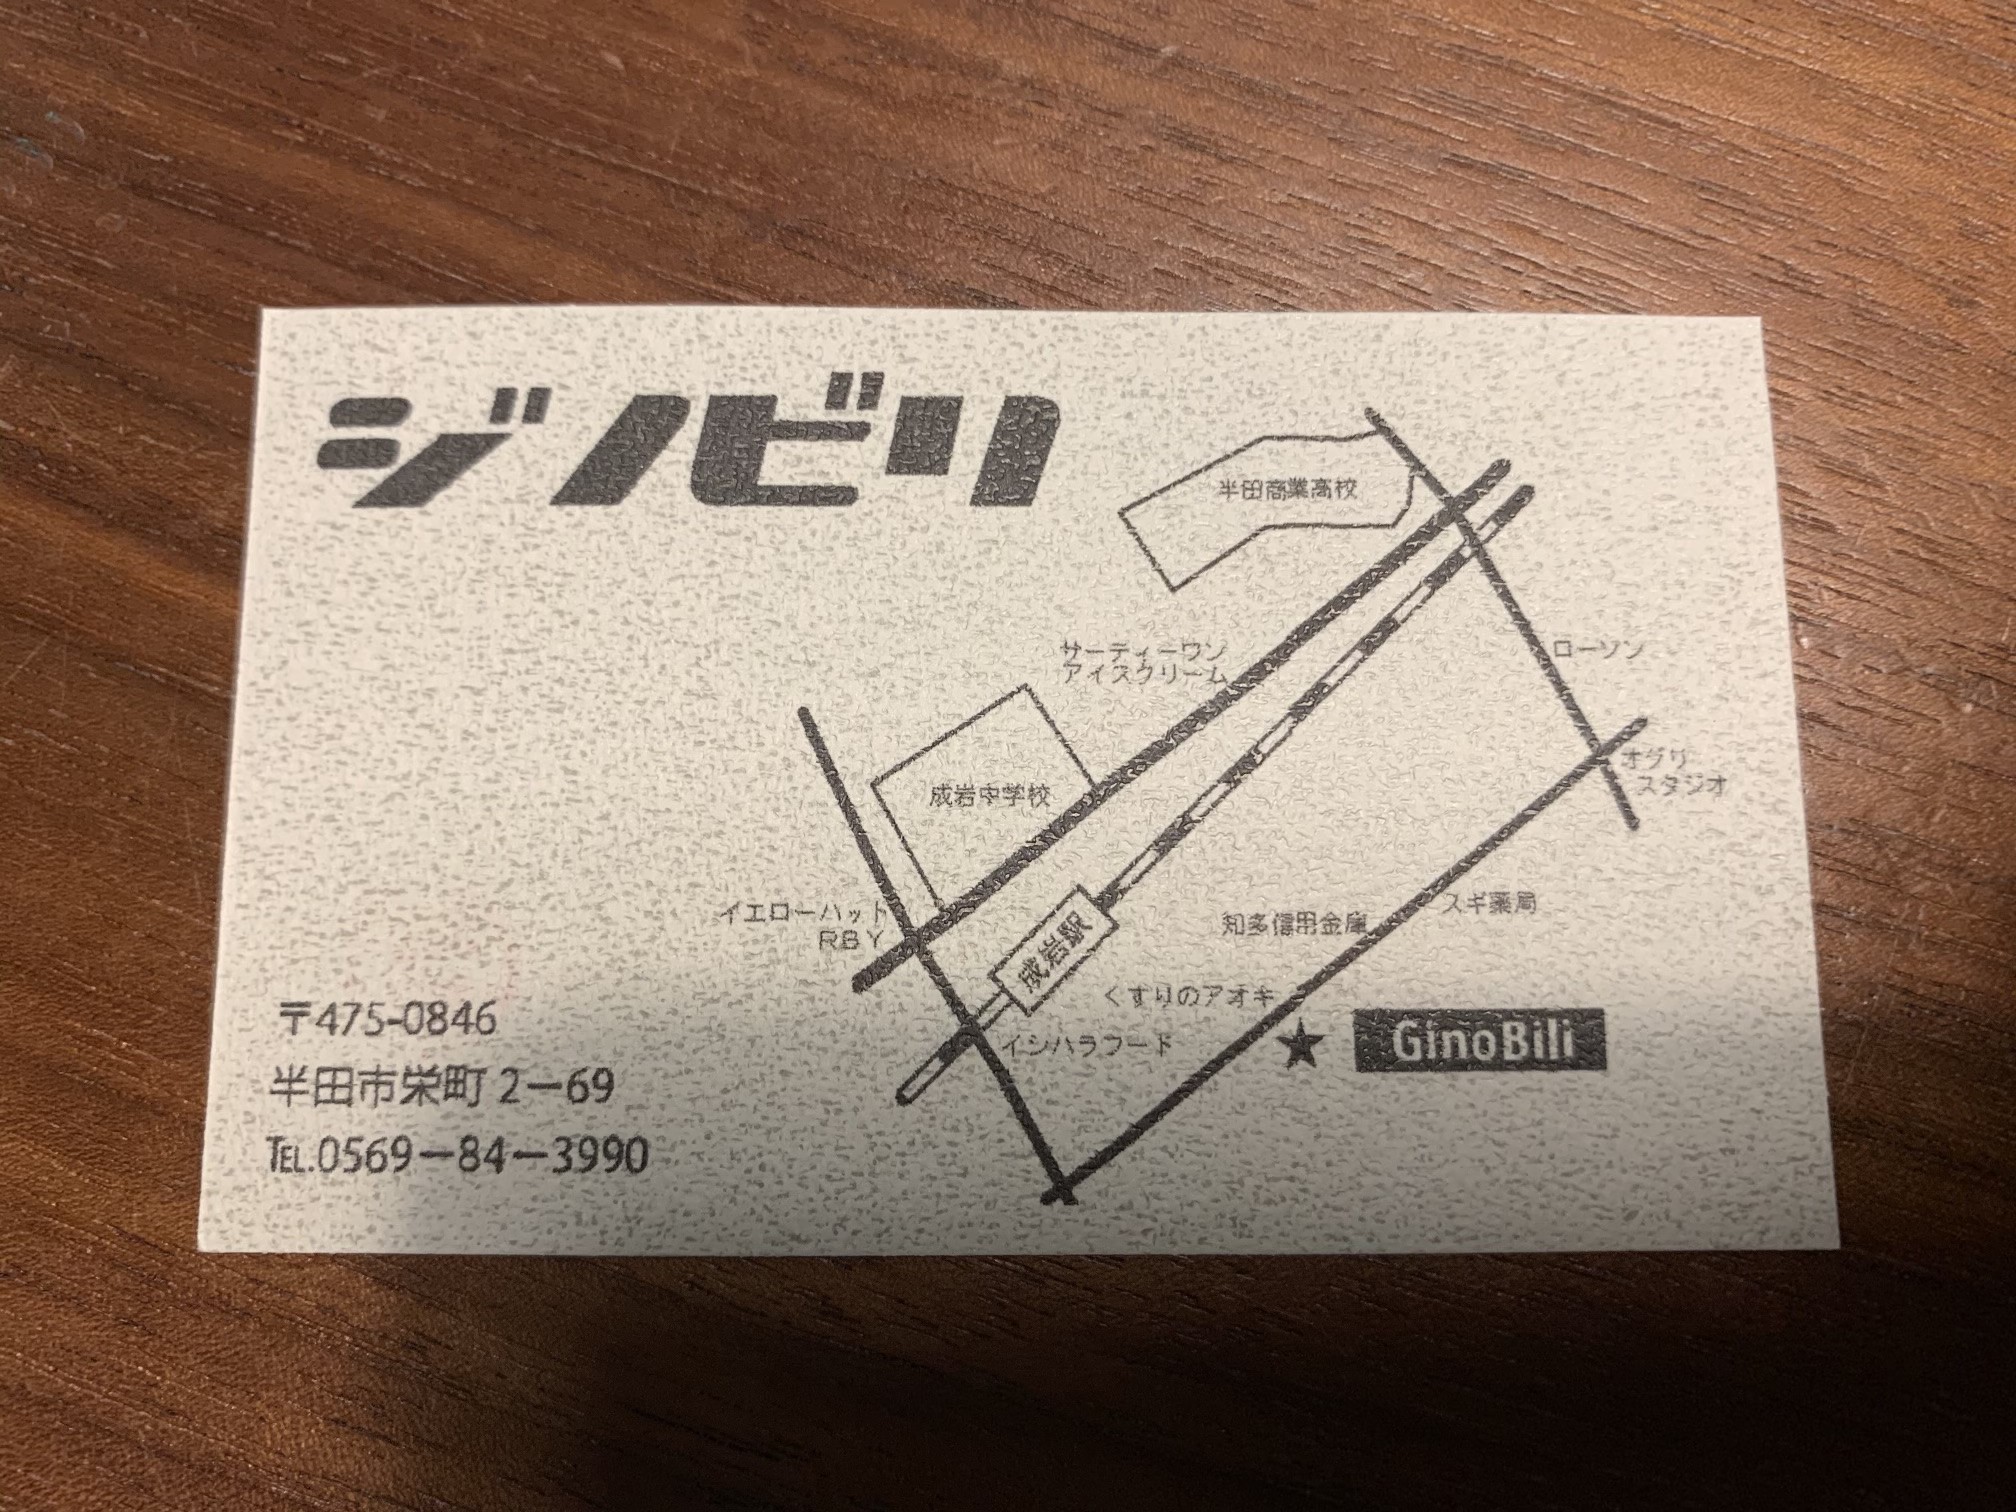 ジノビリ
半田商業高校
サーティーワン
アイスクリーム
ローソン
オグリ
スタジオ
成岩中学校
イエローハット
RBY
成岩駅
スギ薬局
知多信用金庫
くすりのアオキ
イシハラフード
★ GinoBili
〒475-0846
半田市栄町2−69
TEL.0569−84−3990